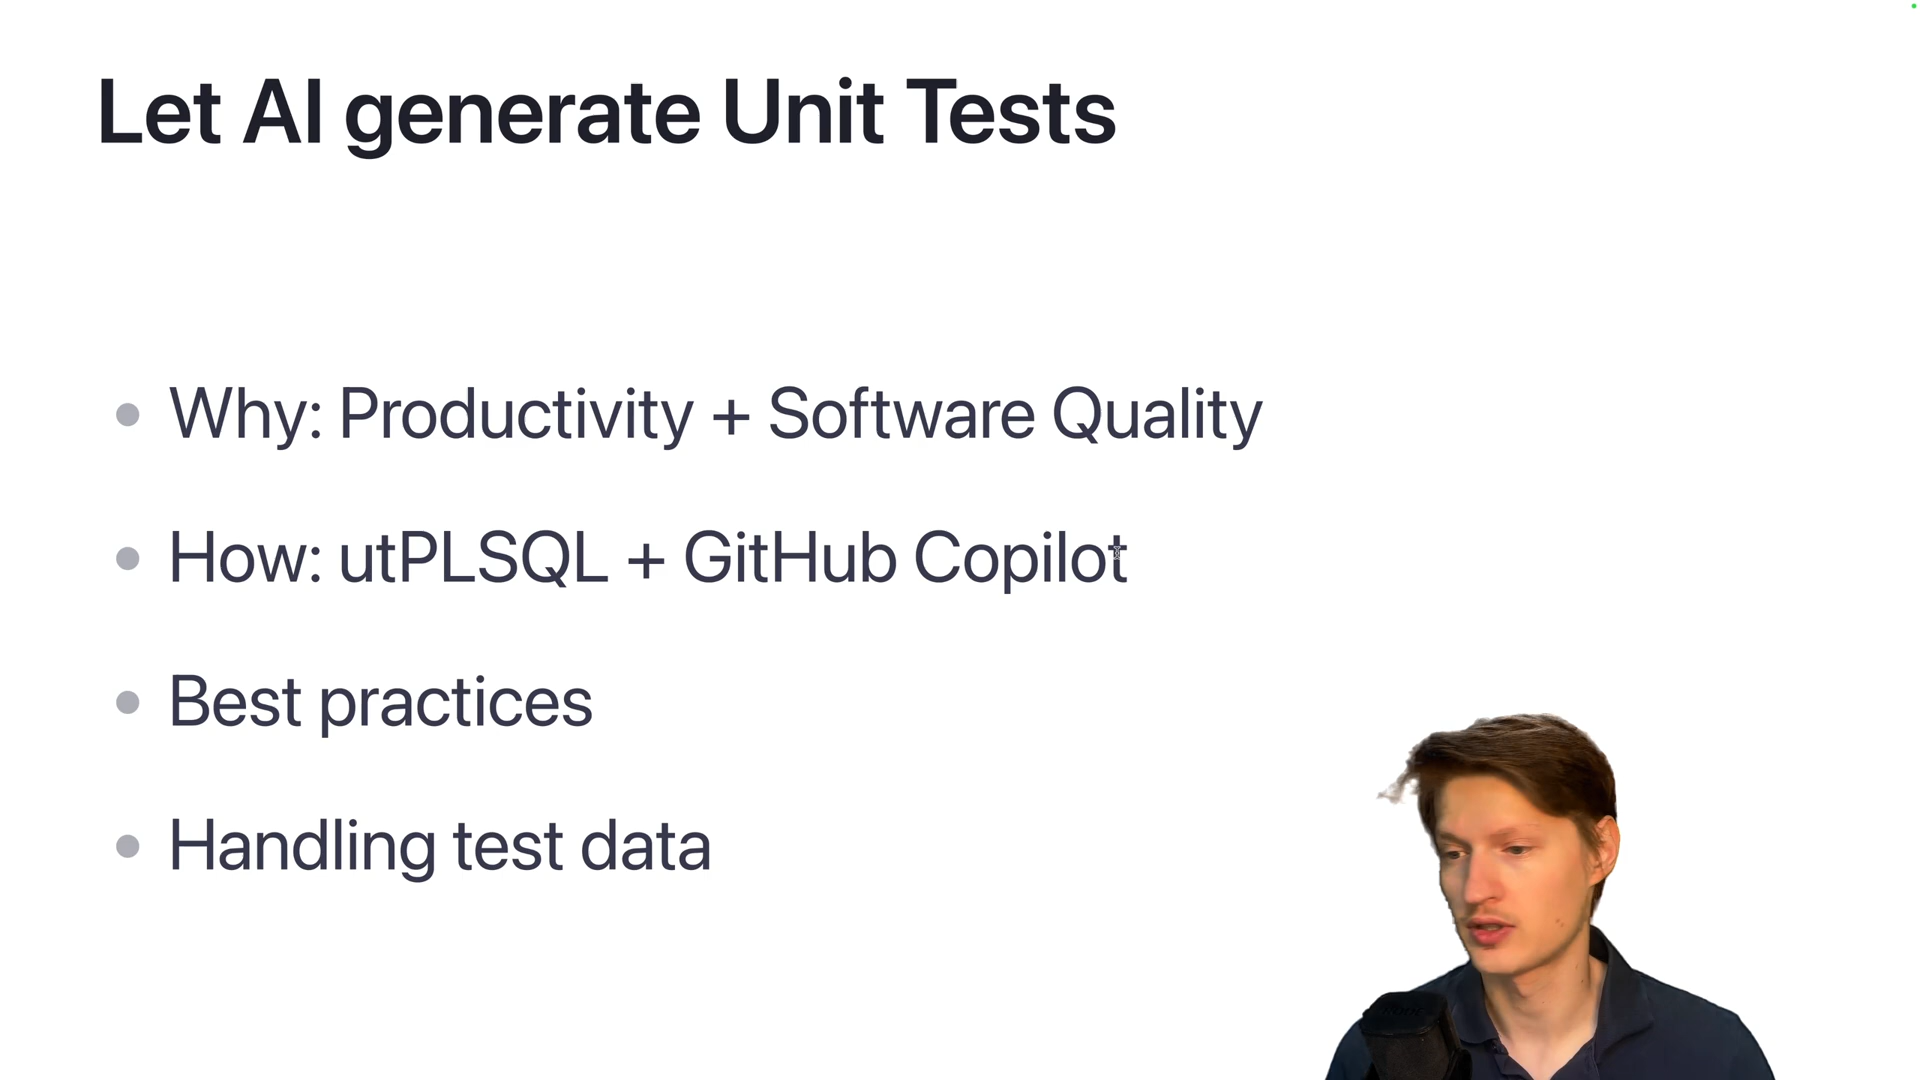 Let AI generate Unit Tests
Why: Productivity + Software Quality
How: utPLSQL + GitHub Copilot
Best practices
Handling test data